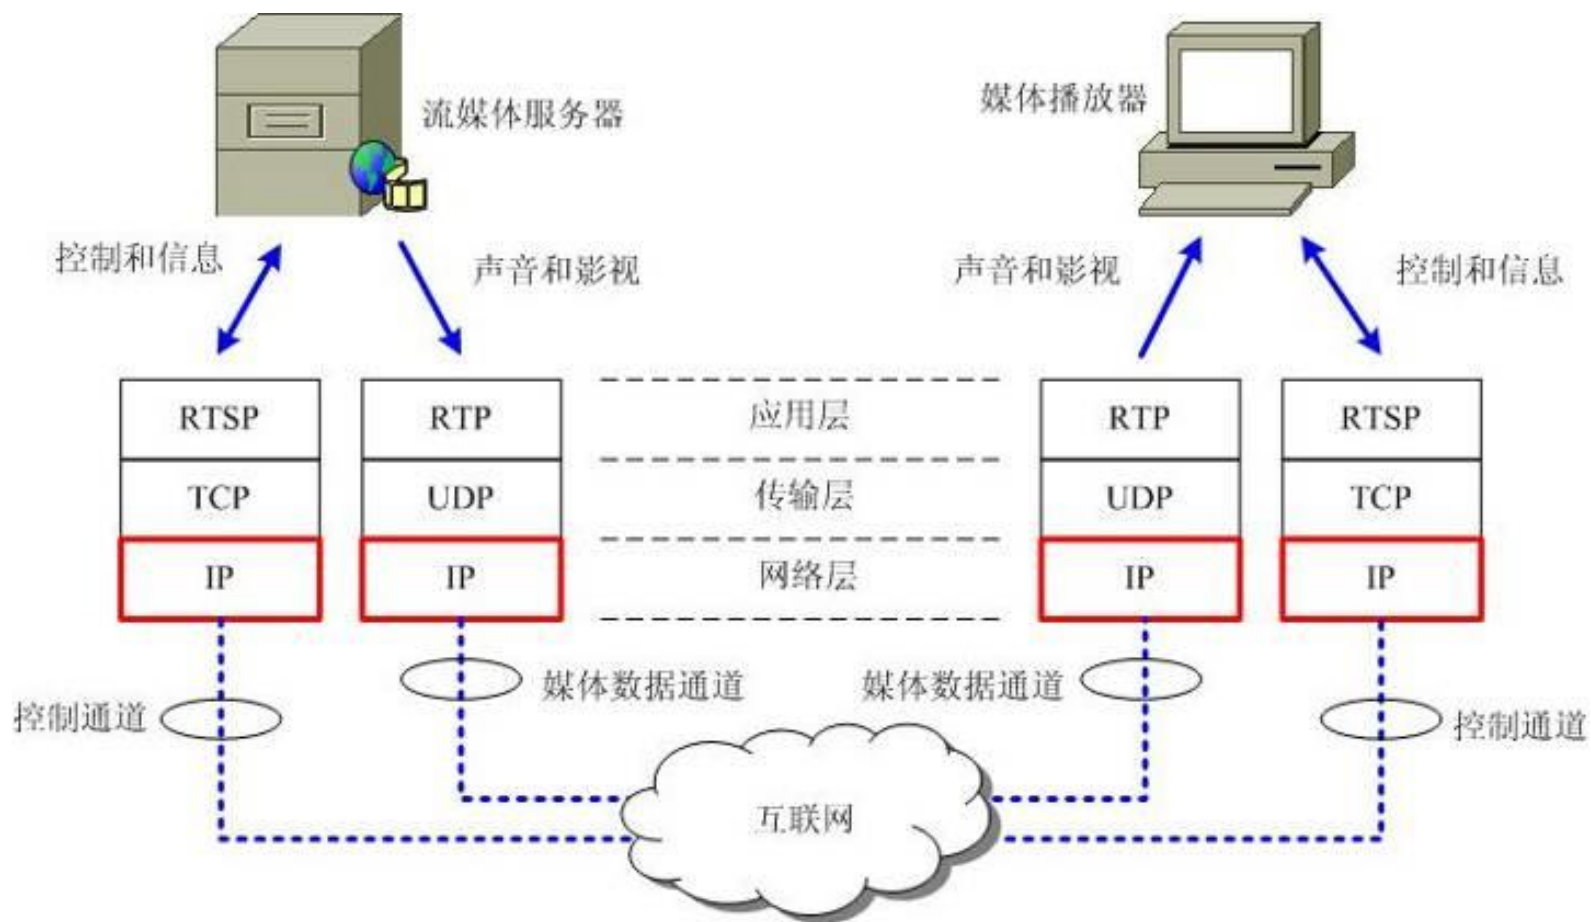 流媒体服务器
媒体播放器
控制和信息
声音和影视
声音和影视
控制和信息
RTSP
RTP
应用层
RTP
RTSP
TCP
UDP
传输层
UDP
TCP
IP
IP
网络层
IP
IP
控制通道
媒体数据通道
媒体数据通道
控制通道
互联网